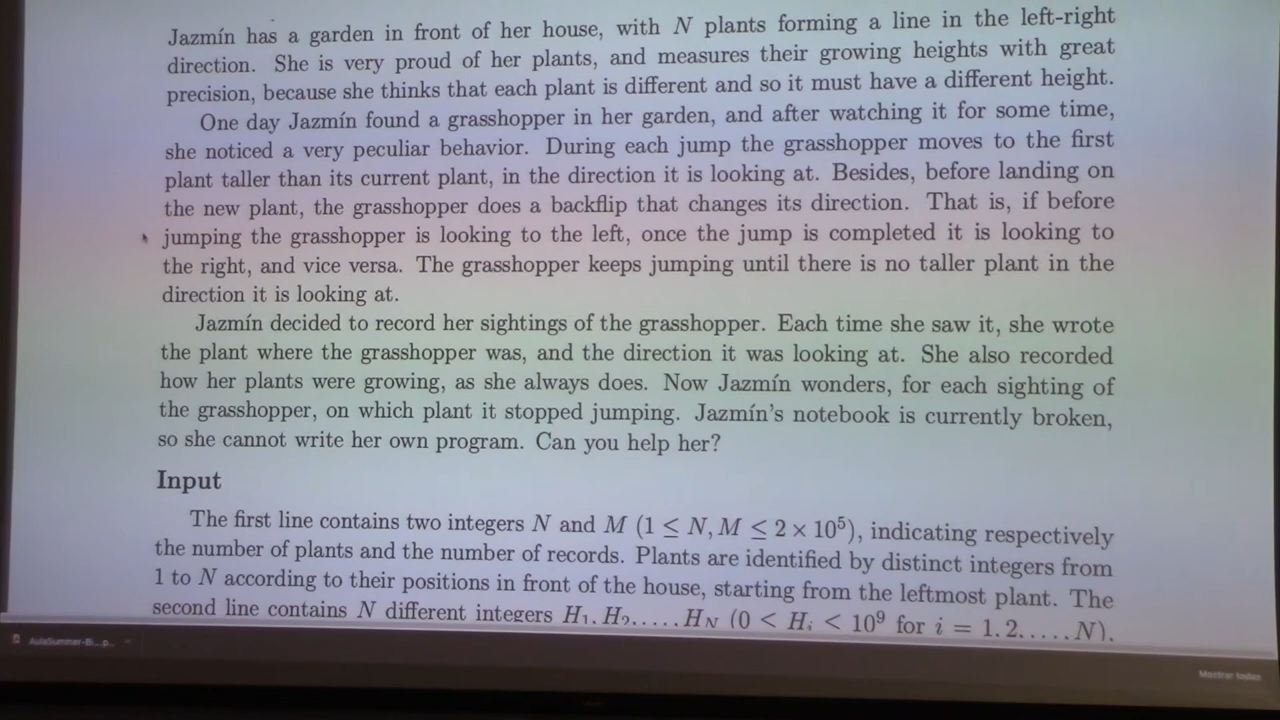 Jazmín has a garden in front of her house, with N plants forming a line in the left-right
direction. She is very proud of her plants, and measures their growing heights with great
precision, because she thinks that each plant is different and so it must have a different height.
One day Jazmín found a grasshopper in her garden, and after watching it for some time,
she noticed a very peculiar behavior. During each jump the grasshopper moves to the first
plant taller than its current plant, in the direction it is looking at. Besides, before landing on
the new plant, the grasshopper does a backflip that changes its direction. That is, if before
jumping the grasshopper is looking to the left, once the jump is completed it is looking to
the right, and vice versa. The grasshopper keeps jumping until there is no taller plant in the
direction it is looking at.
Jazmín decided to record her sightings of the grasshopper. Each time she saw it, she wrote
the plant where the grasshopper was, and the direction it was looking at. She also recorded
how her plants were growing, as she always does. Now Jazmín wonders, for each sighting of
the grasshopper, on which plant it stopped jumping. Jazmín's notebook is currently broken,
so she cannot write her own program. Can you help her?
Input
The first line contains two integers N and M (1 ≤ N, M ≤ 2 × 10⁵), indicating respectively
the number of plants and the number of records. Plants are identified by distinct integers from
1 to N according to their positions in front of the house, starting from the leftmost plant. The
second line contains N different integers H₁, H₂, ..., H_N (0 < Hᵢ < 10⁹ for i = 1, 2, ..., N).
Mostrar todos